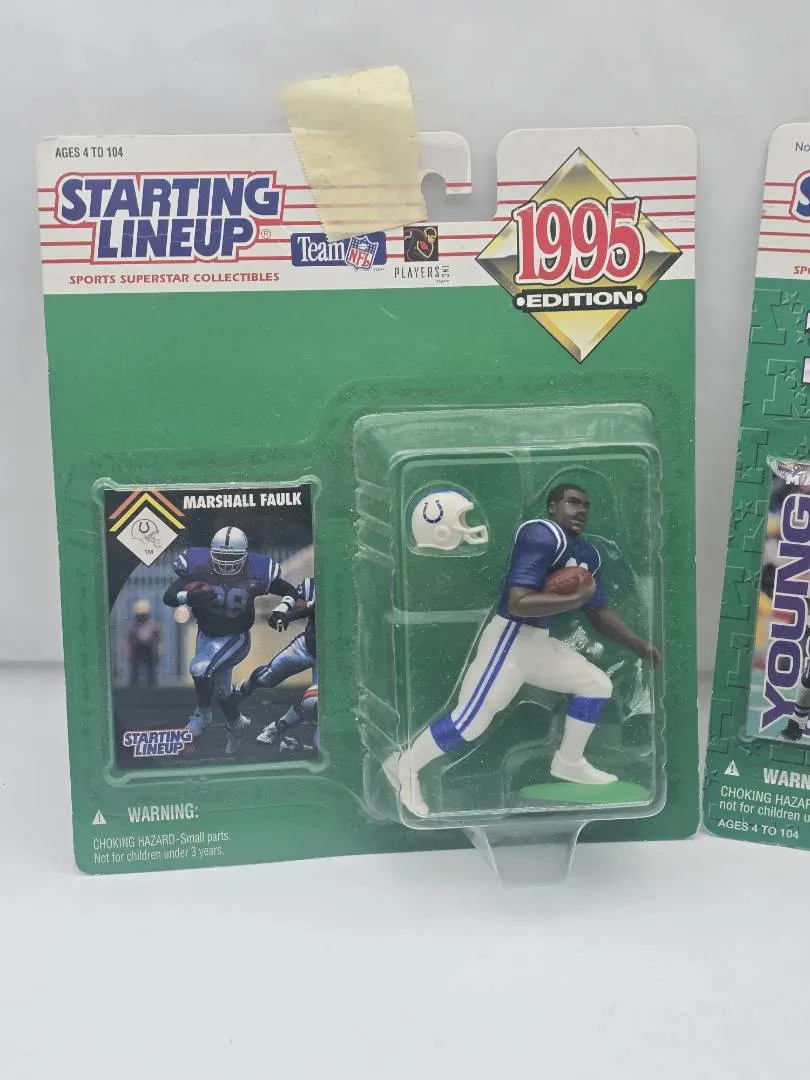 AGES 4 TO 104
STARTING
LINEUP®
SPORTS SUPERSTAR COLLECTIBLES
Team NFL
PLAYERS INC
1995
•EDITION•
MARSHALL FAULK
TM
28
STARTING
LINEUP®
WARNING:
CHOKING HAZARD-Small parts.
Not for children under 3 years.
YOUNG
CHOKING
not for children
AGES 4 TO 104